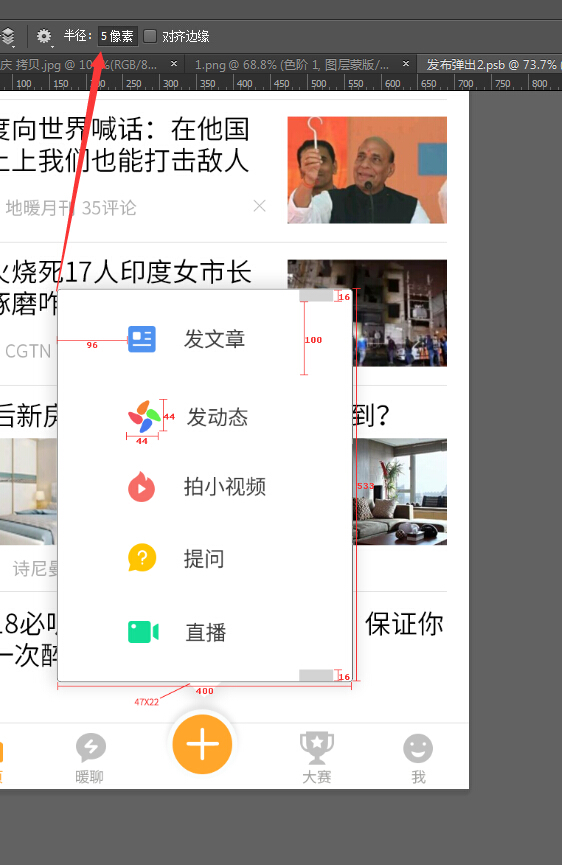 半径： 5 像素 对齐边缘
庆 拷贝.jpg @ 10 %(RGB/8... × 1.png @ 68.8% (色阶 1, 图层蒙版/... × 发布弹出2.psb @ 73.7% (
100 150 200 250 300 350 400 450 500 550 600 650 700 750 800
度向世界喊话：在他国
土上我们也能打击敌人
地暖月刊 35评论
火烧死17人印度女市长
琢磨咋
CGTN
16
96
100
发文章
44
44
发动态
后新房
到？
拍小视频
533
提问
诗尼曼
直播
18必吃
保证你
一次醉
16
400
47X22
暖聊
大赛
我